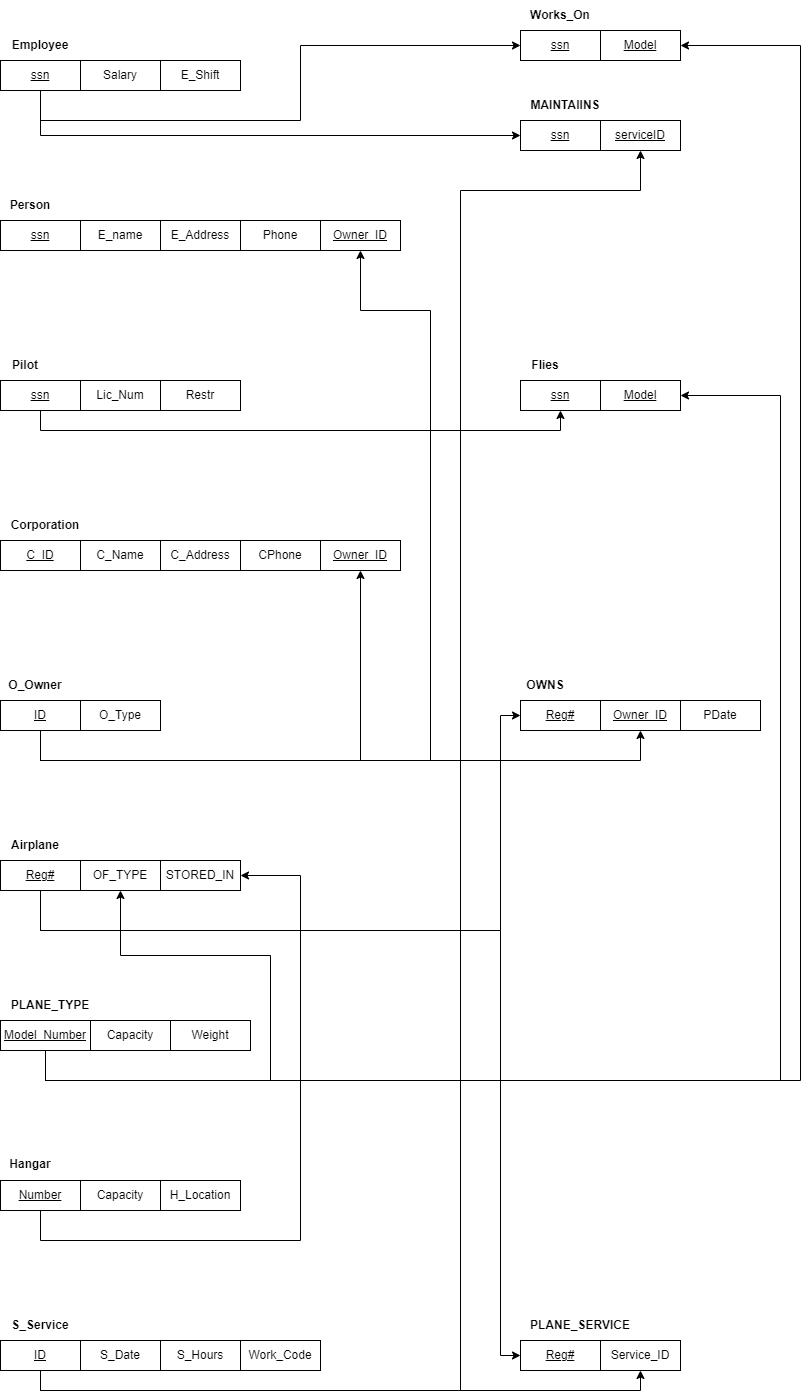 Works_On
ssn Model
Employee
ssn Salary E_Shift
MAINTAIINS
ssn serviceID
Person
ssn E_name E_Address Phone Owner_ID
Pilot
ssn Lic_Num Restr
Flies
ssn Model
Corporation
C_ID C_Name C_Address CPhone Owner_ID
O_Owner
ID O_Type
OWNS
Reg# Owner_ID PDate
Airplane
Reg# OF_TYPE STORED_IN
PLANE_TYPE
Model_Number Capacity Weight
Hangar
Number Capacity H_Location
S_Service
ID S_Date S_Hours Work_Code
PLANE_SERVICE
Reg# Service_ID